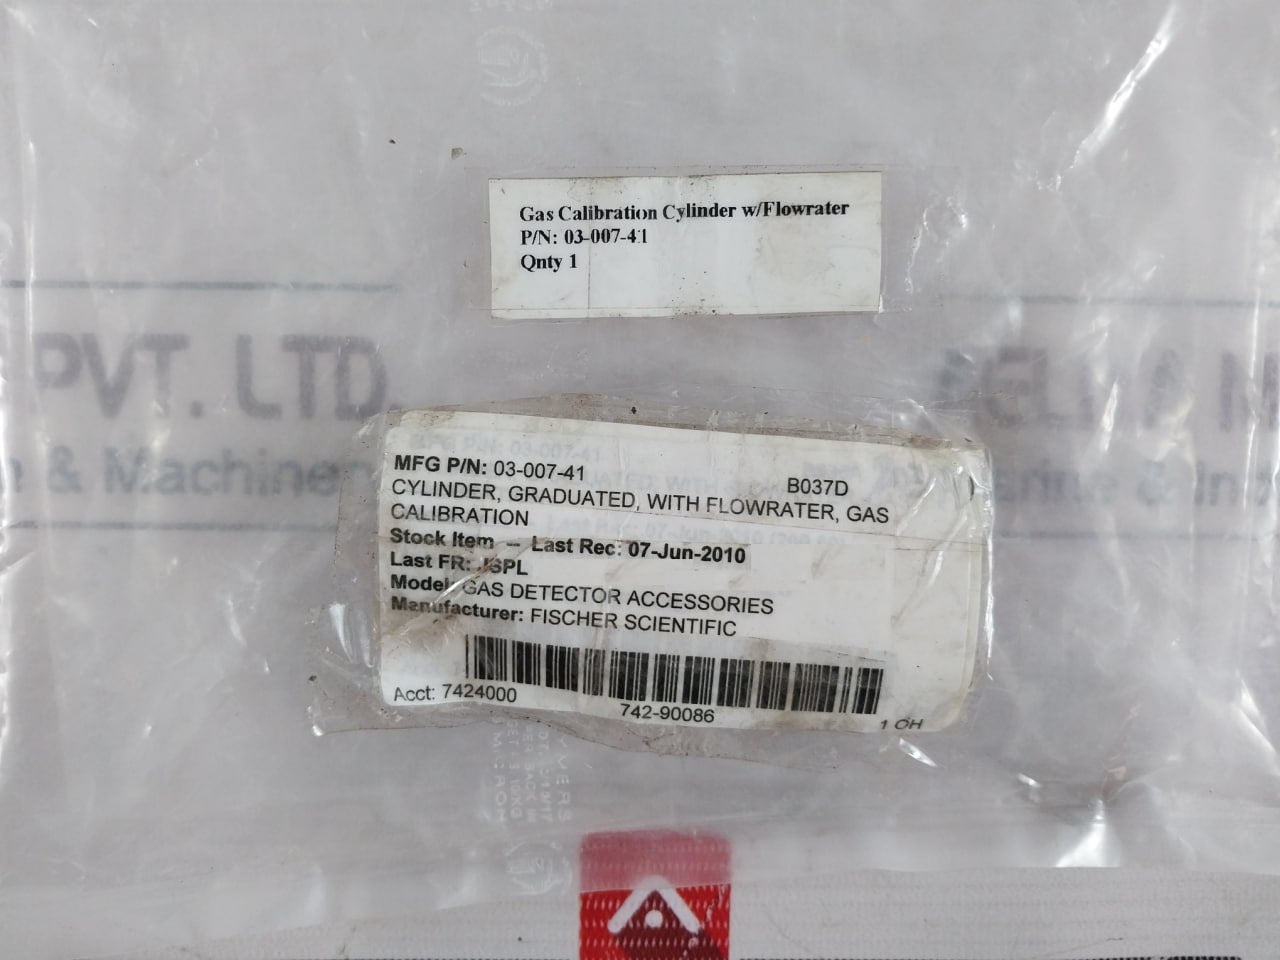 Gas Calibration Cylinder w/Flowrater
P/N: 03-007-41
Qnty 1
PVT. LTD.
& Machinery
MFG P/N: 03-007-41
B037D
CYLINDER, GRADUATED, WITH FLOWRATER, GAS
CALIBRATION
Stock Item -- Last Rec: 07-Jun-2010
Last FR: JSPL
Model: GAS DETECTOR ACCESSORIES
Manufacturer: FISCHER SCIENTIFIC
Acct: 7424000
742-90086
1 OH